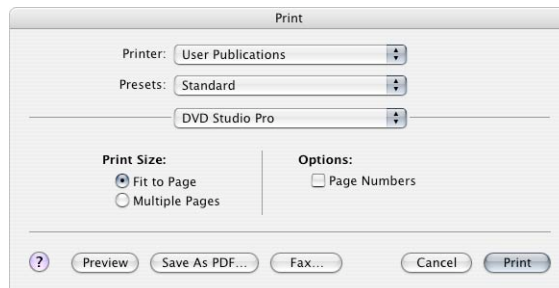 Print
Printer: User Publications
Presets: Standard
DVD Studio Pro
Print Size:
Fit to Page
Multiple Pages
Options:
Page Numbers
? Preview Save As PDF... Fax... Cancel Print